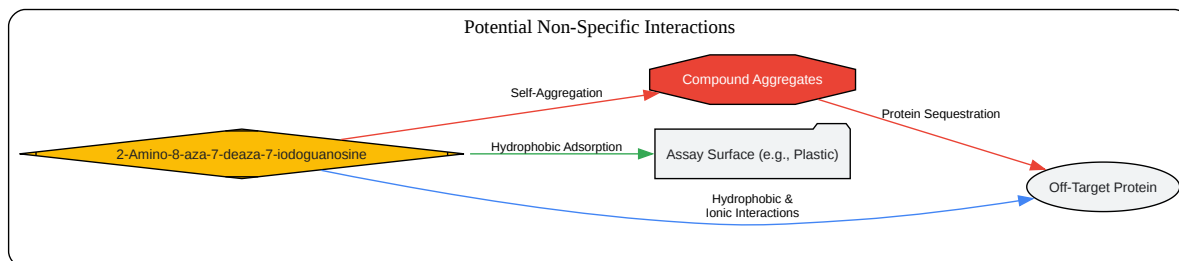 Potential Non-Specific Interactions
Compound Aggregates
Self-Aggregation
Protein Sequestration
2-Amino-8-aza-7-deaza-7-iodoguanosine
Hydrophobic Adsorption
Assay Surface (e.g., Plastic)
Off-Target Protein
Hydrophobic &
Ionic Interactions